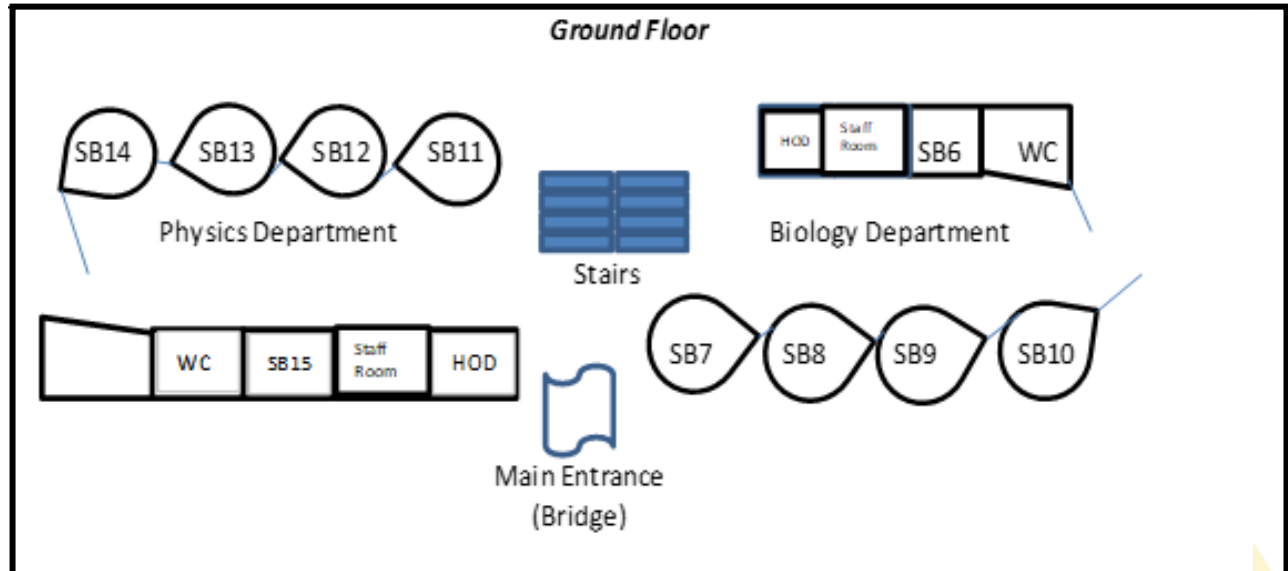 Ground Floor
SB14
SB13
SB12
SB11
Physics Department
HOD
Staff
Room
SB6
WC
Biology Department
Stairs
WC
SB15
Staff
Room
HOD
SB7
SB8
SB9
SB10
Main Entrance
(Bridge)